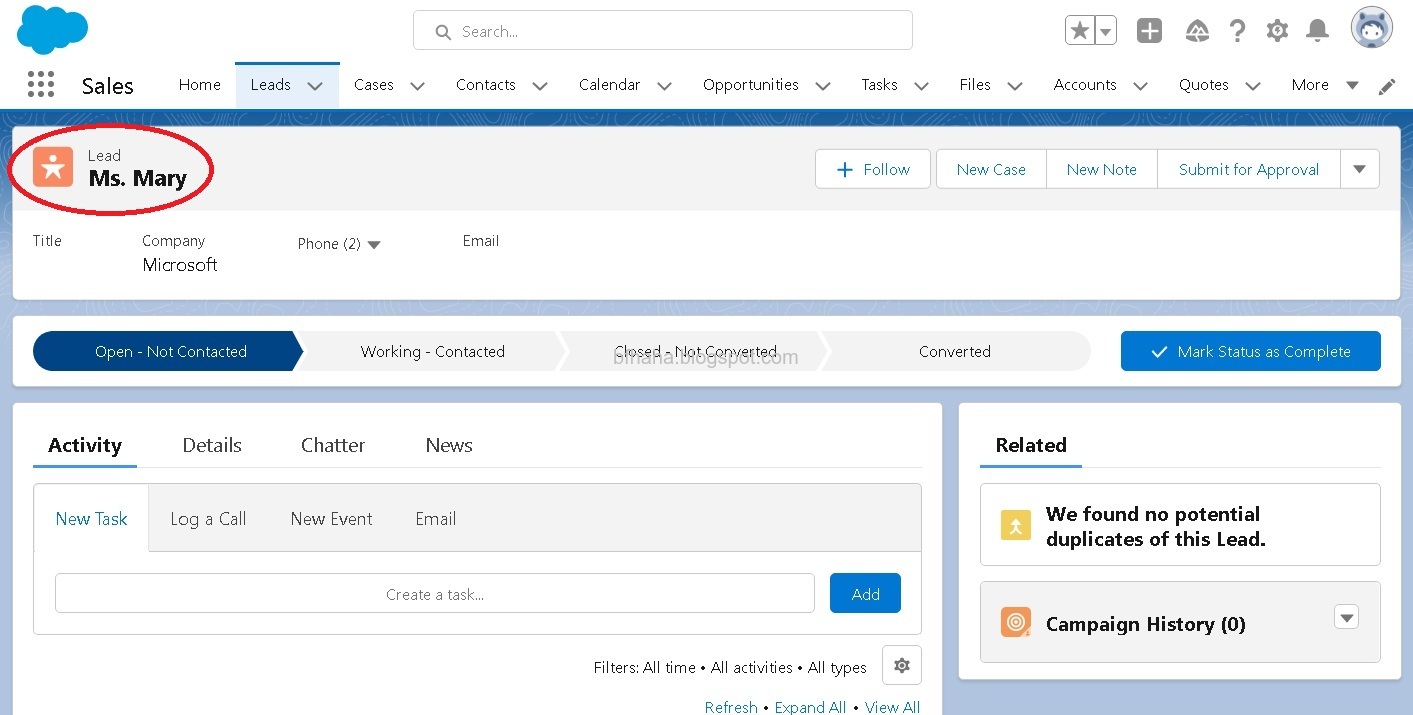 Search...
Sales Home Leads Cases Contacts Calendar Opportunities Tasks Files Accounts Quotes More
Lead
Ms. Mary
Follow New Case New Note Submit for Approval
Title Company Phone (2) Email
Microsoft
Open - Not Contacted Working - Contacted Closed - Not Converted Converted Mark Status as Complete
binana.blogspot.com
Activity Details Chatter News
New Task Log a Call New Event Email
Create a task... Add
Filters: All time • All activities • All types
Refresh • Expand All • View All
Related
We found no potential
duplicates of this Lead.
Campaign History (0)